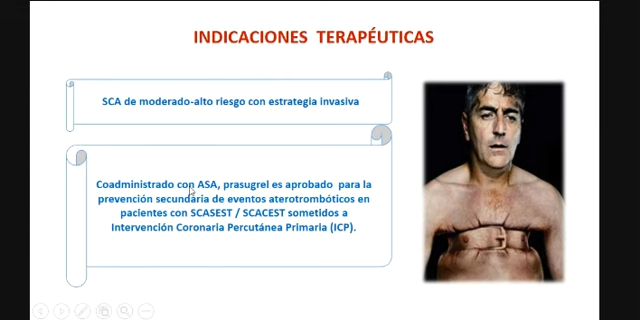 INDICACIONES TERAPÉUTICAS
SCA de moderado-alto riesgo con estrategia invasiva
Coadministrado con ASA, prasugrel es aprobado para la
prevención secundaria de eventos aterotrombóticos en
pacientes con SCASEST / SCACEST sometidos a
Intervención Coronaria Percutánea Primaria (ICP).